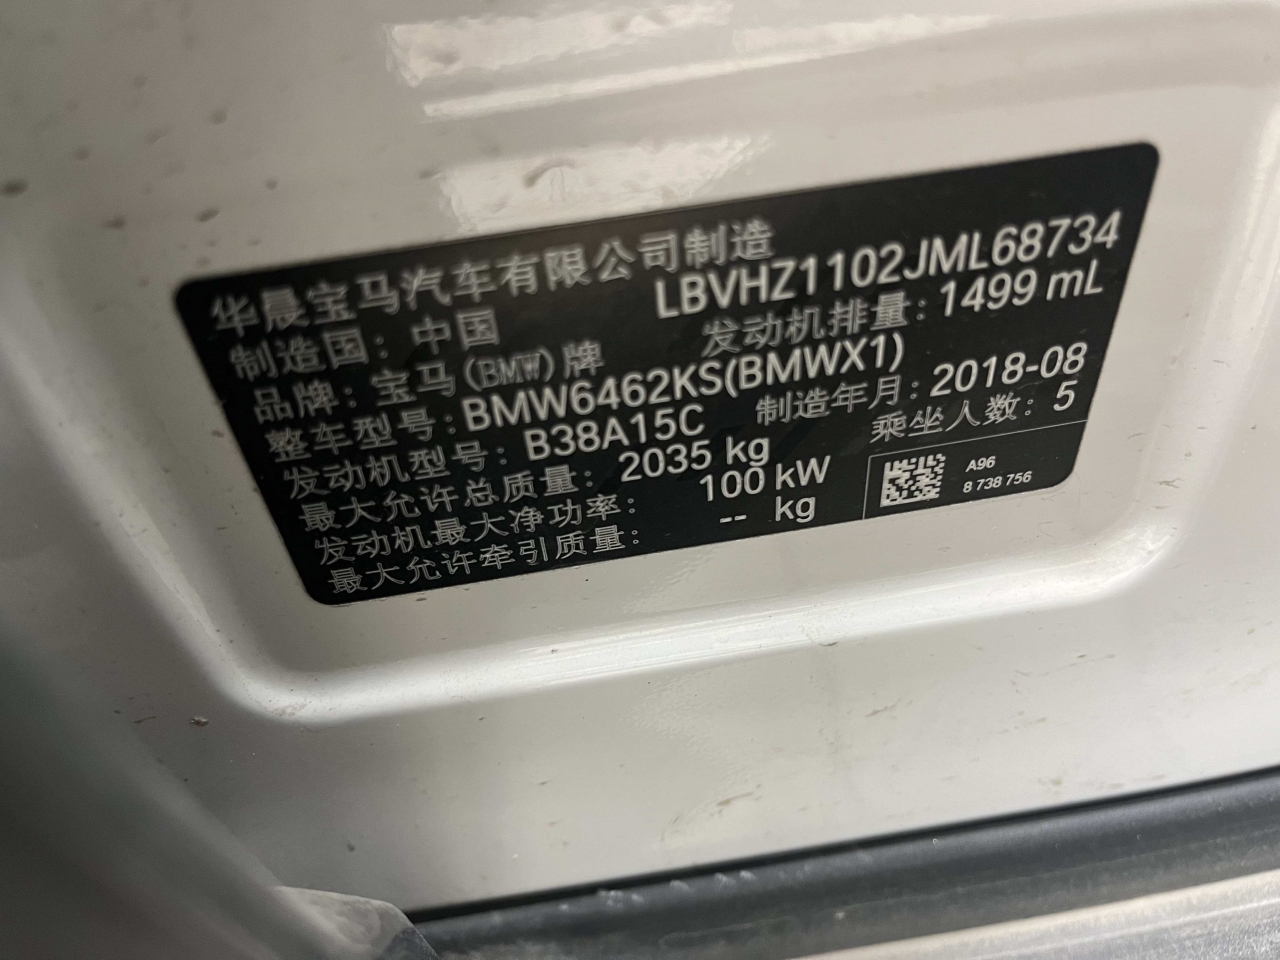 华晨宝马汽车有限公司制造
制造国：中国 LBVHZ1102JML68734
品牌：宝马(BMW)牌 发动机排量：1499 mL
整车型号：BMW6462KS(BMWX1)
发动机型号：B38A15C 制造年月：2018-08
最大允许总质量：2035 kg 乘坐人数：5
发动机最大净功率：100 kW
最大允许牵引质量：-- kg
A96
8 738 756